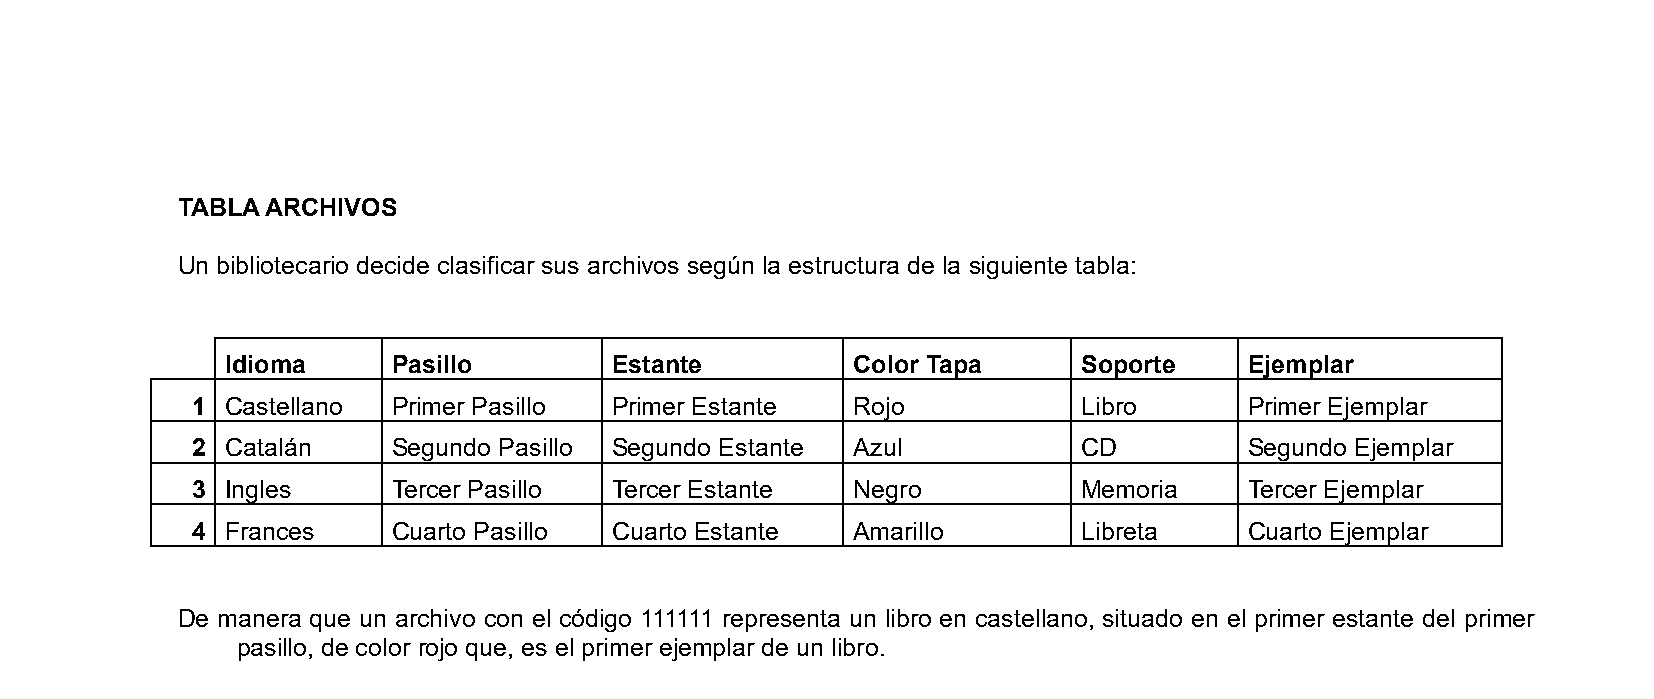 TABLA ARCHIVOS
Un bibliotecario decide clasificar sus archivos según la estructura de la siguiente tabla:
Idioma Pasillo Estante Color Tapa Soporte Ejemplar
1 Castellano Primer Pasillo Primer Estante Rojo Libro Primer Ejemplar
2 Catalán Segundo Pasillo Segundo Estante Azul CD Segundo Ejemplar
3 Ingles Tercer Pasillo Tercer Estante Negro Memoria Tercer Ejemplar
4 Frances Cuarto Pasillo Cuarto Estante Amarillo Libreta Cuarto Ejemplar
De manera que un archivo con el código 111111 representa un libro en castellano, situado en el primer estante del primer
pasillo, de color rojo que, es el primer ejemplar de un libro.